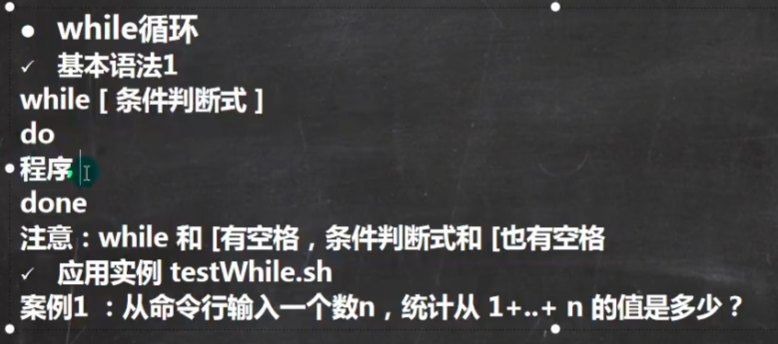 ● while循环
✓ 基本语法1
while [ 条件判断式 ]
do
程序
done
注意：while 和 [有空格，条件判断式和 [也有空格
✓ 应用实例 testWhile.sh
案例1 ：从命令行输入一个数n，统计从 1+..+ n 的值是多少？